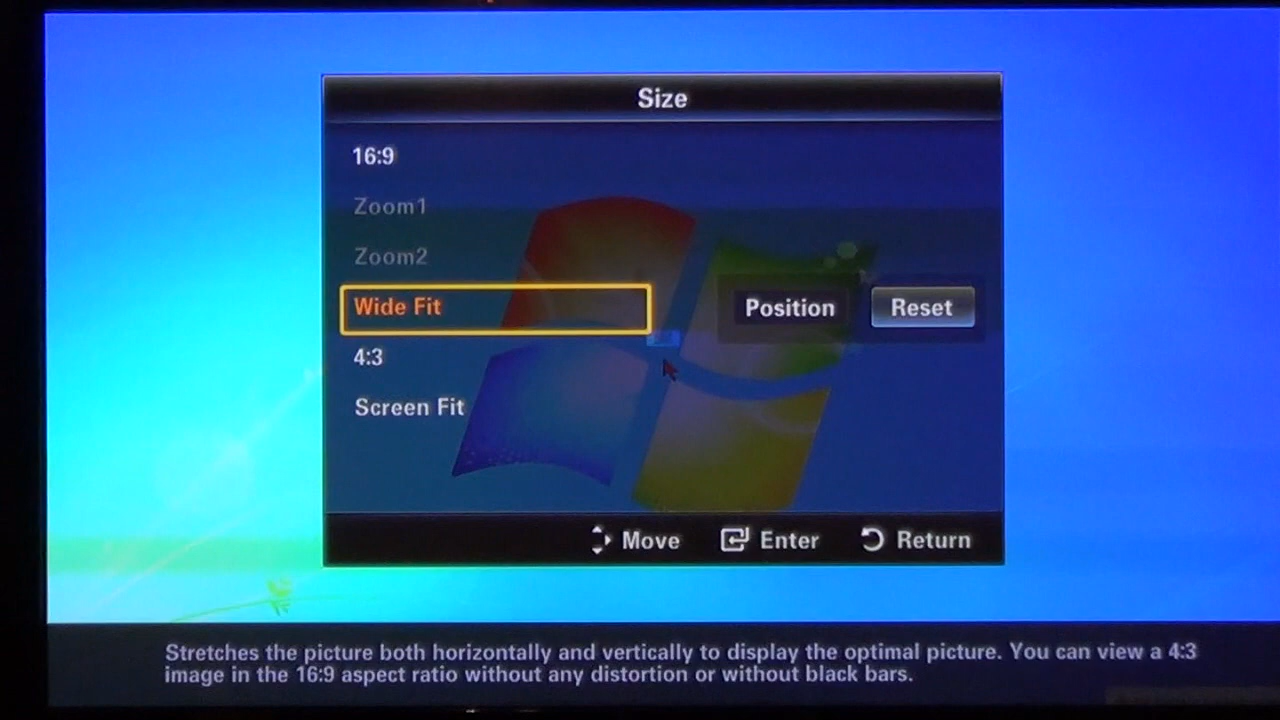 Size
16:9
Zoom1
Zoom2
Wide Fit
Position
Reset
4:3
Screen Fit
Move
Enter
Return
Stretches the picture both horizontally and vertically to display the optimal picture. You can view a 4:3
image in the 16:9 aspect ratio without any distortion or without black bars.